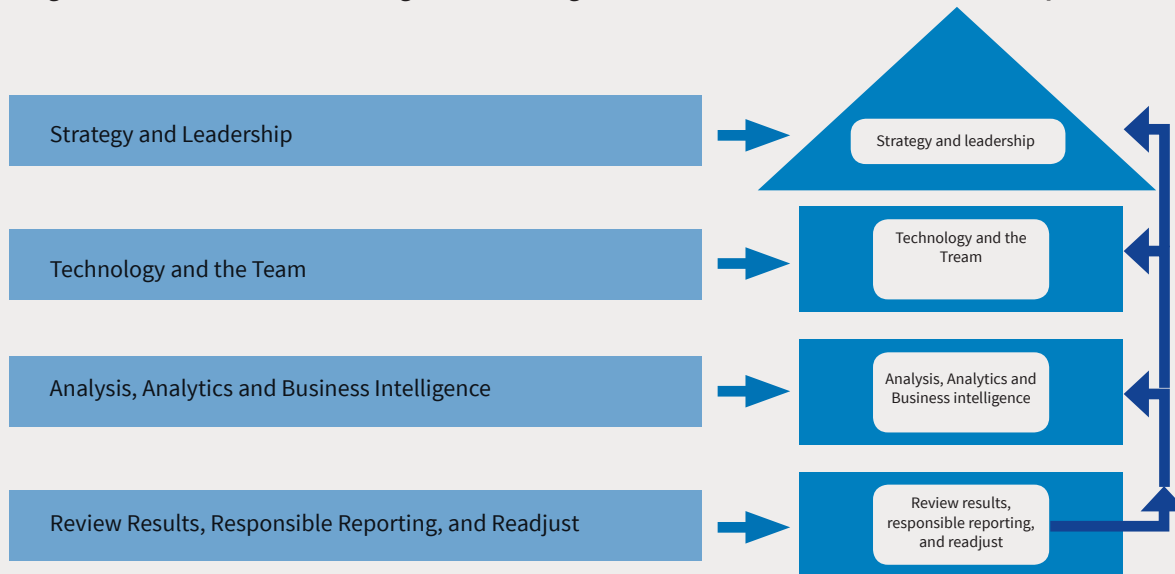 Strategy and Leadership
Strategy and leadership
Technology and the Team
Technology and the
Tream
Analysis, Analytics and Business Intelligence
Analysis, Analytics and
Business intelligence
Review Results, Responsible Reporting, and Readjust
Review results,
responsible reporting,
and readjust